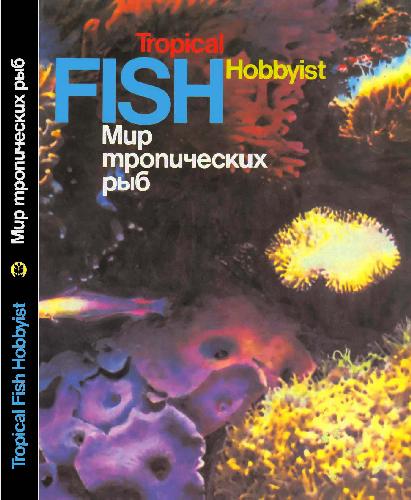 Tropical
FISH
Hobbyist
Мир
тропических
рыб
Tropical Fish Hobbyist
Мир тропических рыб